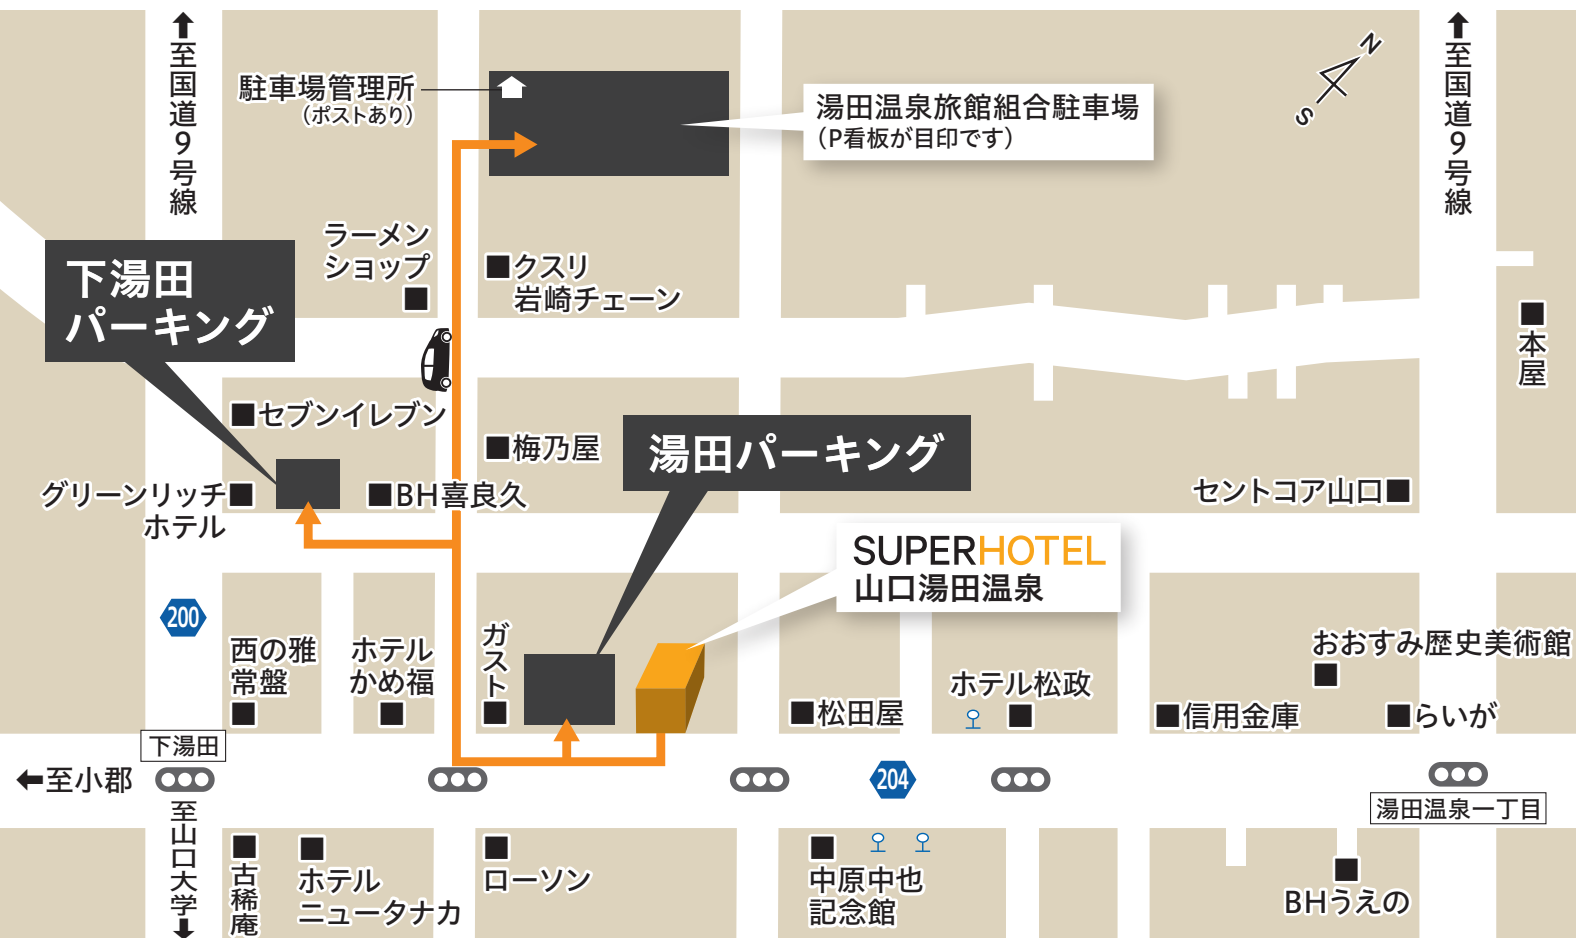 至国道9号線
駐車場管理所
(ポストあり)
湯田温泉旅館組合駐車場
(P看板が目印です)
N
S
至国道9号線
ラーメン
ショップ
クスリ
岩崎チェーン
下湯田
パーキング
本屋
セブンイレブン
梅乃屋
湯田パーキング
グリーンリッチ
ホテル
BH喜良久
セントコア山口
SUPERHOTEL
山口湯田温泉
200
西の雅
常盤
ホテル
かめ福
ガスト
松田屋
ホテル松政
信用金庫
おおすみ歴史美術館
らいが
下湯田
至小郡
204
湯田温泉一丁目
至山口大学
古稀庵
ホテル
ニュータナカ
ローソン
中原中也
記念館
BHうえの